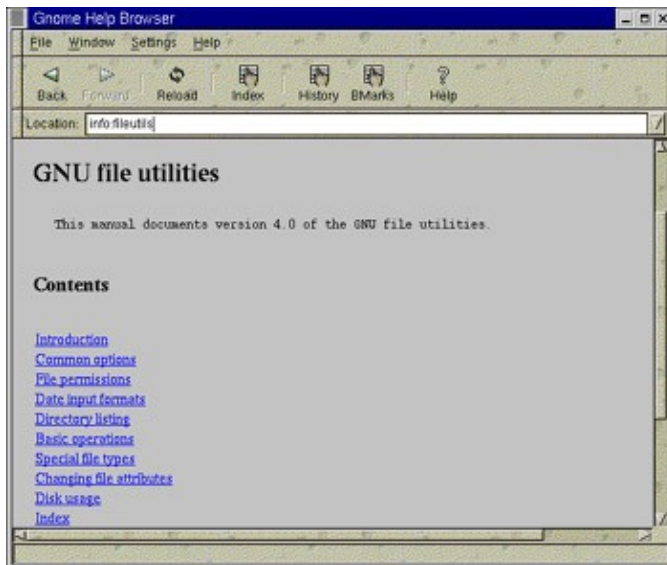 Gnome Help Browser
File Window Settings Help
Back Forward Reload Index History BMarks Help
Location: info:fileutils
GNU file utilities
This manual documents version 4.0 of the GNU file utilities.
Contents
Introduction
Common options
File permissions
Date input formats
Directory listing
Basic operations
Special file types
Changing file attributes
Disk usage
Index